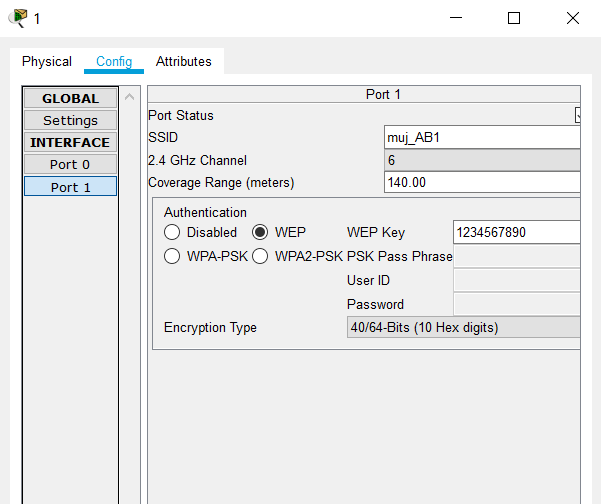 1
Physical Config Attributes
GLOBAL
Settings
INTERFACE
Port 0
Port 1
Port 1
Port Status
SSID muj_AB1
2.4 GHz Channel 6
Coverage Range (meters) 140.00
Authentication
Disabled WEP WEP Key 1234567890
WPA-PSK WPA2-PSK PSK Pass Phrase
User ID
Password
Encryption Type 40/64-Bits (10 Hex digits)